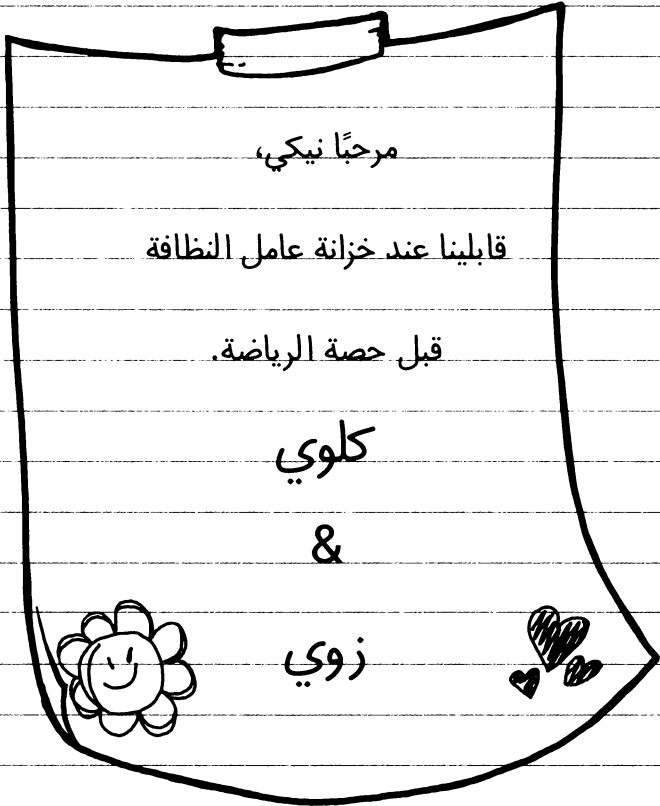 مرحبًا نيكي،
قابلينا عند خزانة عامل النظافة
قبل حصة الرياضة.
كلوي
&
زوي